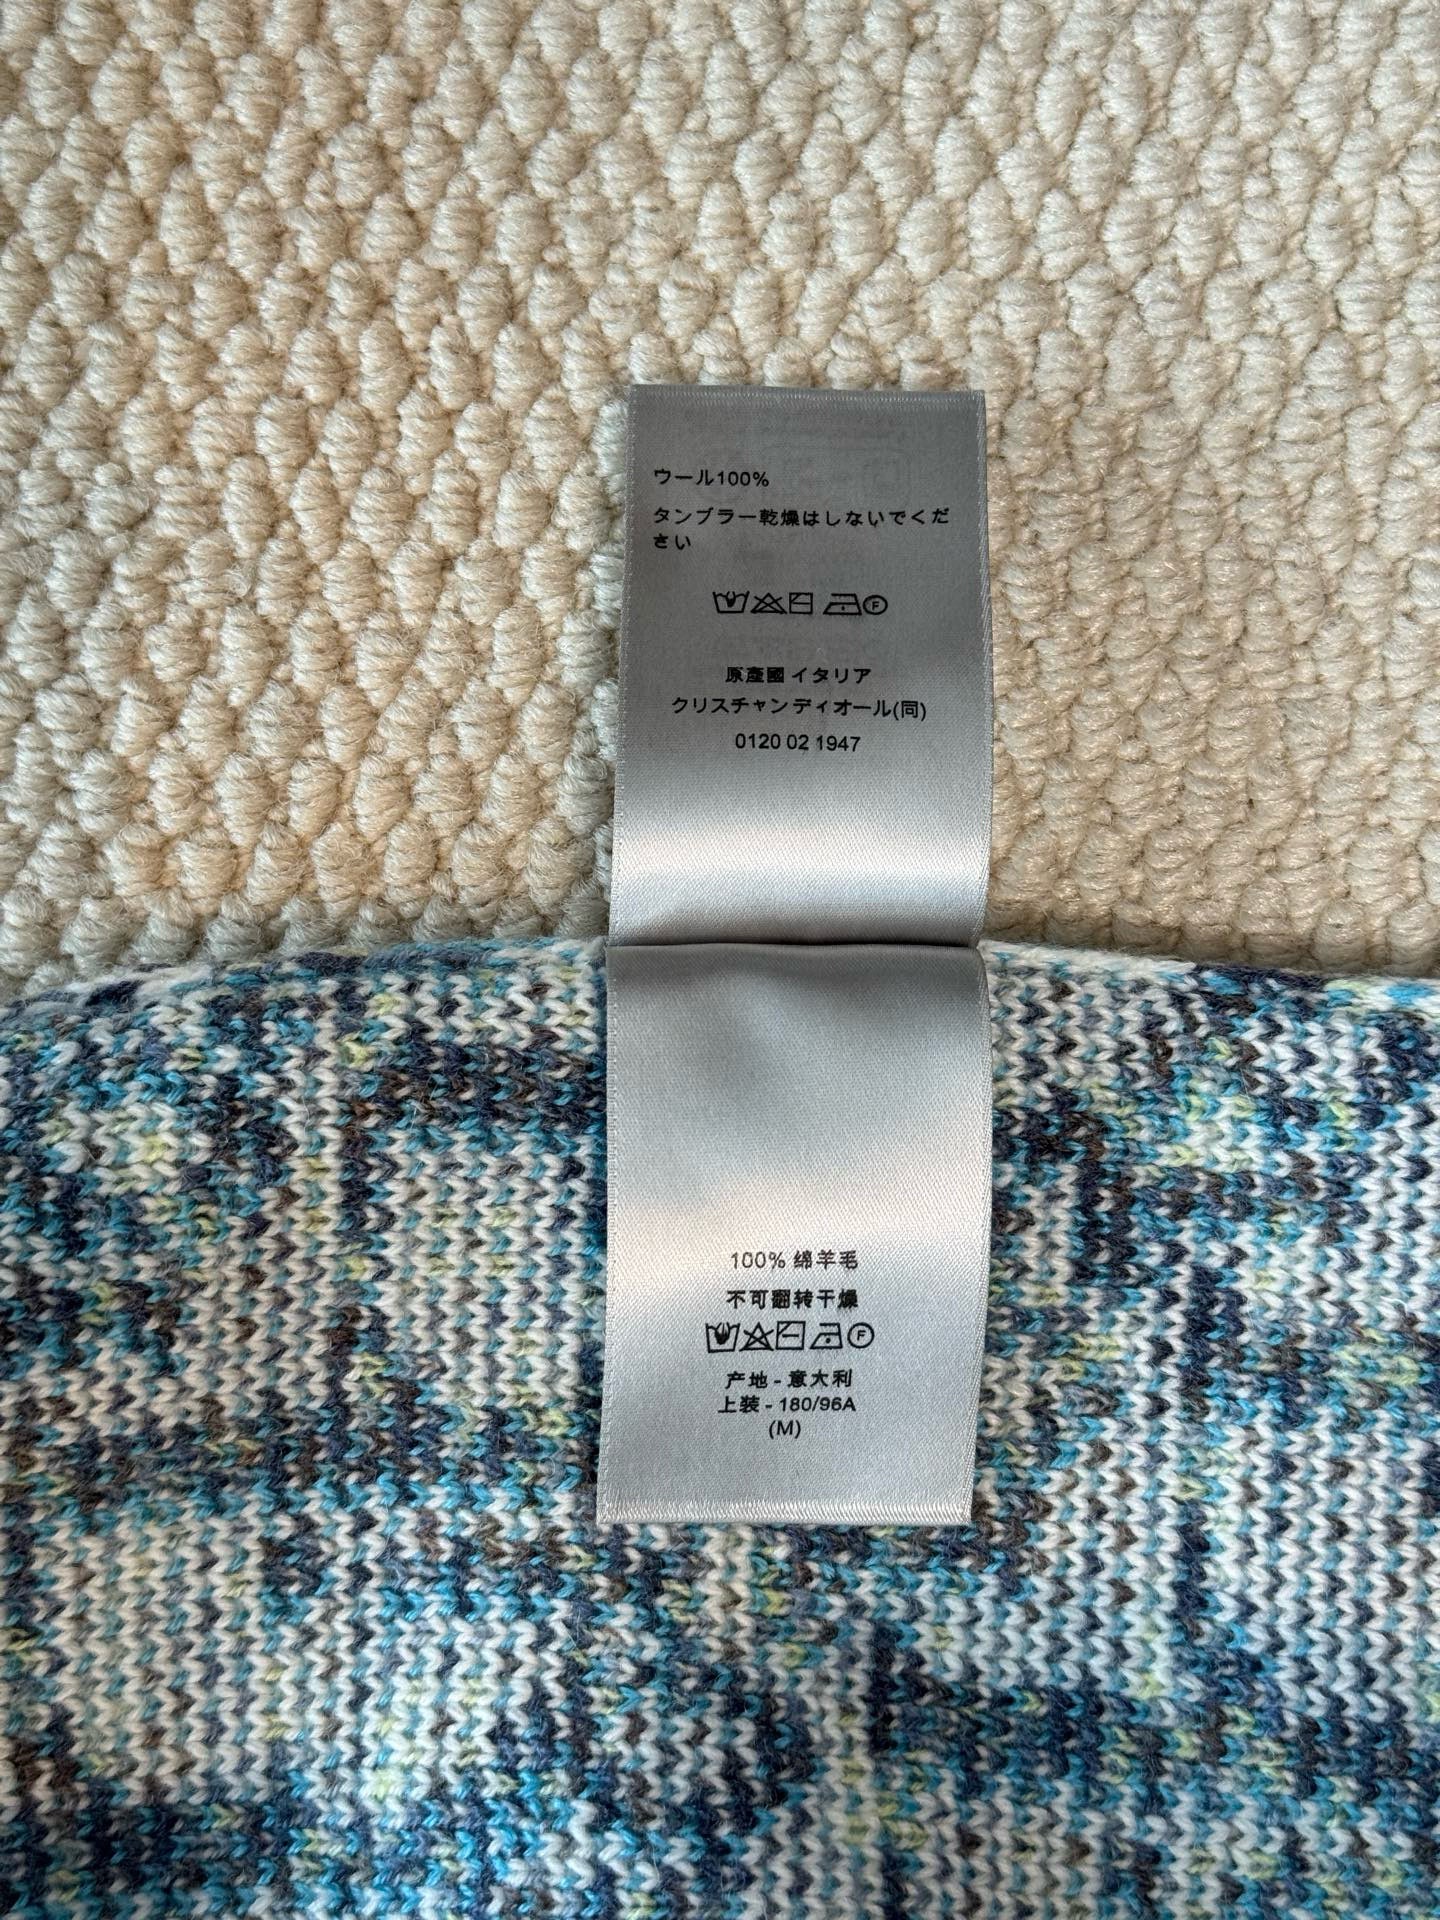 ウール100%
タンブラー乾燥はしないでくだ
さい
F
原產國 イタリア
クリスチャン ディオール(同)
0120 02 1947
100% 绵羊毛
不可翻转干燥
F
产地 - 意大利
上装 - 180/96A
(M)